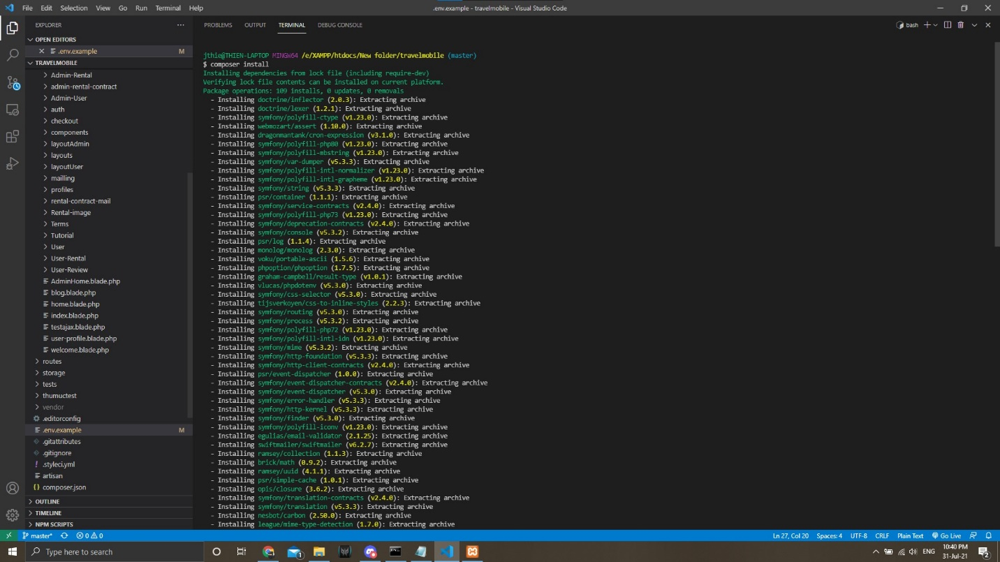 File Edit Selection View Go Run Terminal Help
.env.example - travelmobile - Visual Studio Code
EXPLORER
OPEN EDITORS
.env.example M
TRAVELMOBILE
Admin-Rental
admin-rental-contract
Admin-User
auth
checkout
components
layoutAdmin
layouts
layoutUser
mailling
profiles
rental-contract-mail
Rental-image
Terms
Tutorial
User
User-Rental
User-Review
AdminHome.blade.php
blog.blade.php
home.blade.php
index.blade.php
testajax.blade.php
user-profile.blade.php
welcome.blade.php
routes
storage
tests
thumuctest
vendor
.editorconfig
.env.example M
.gitattributes
.gitignore
.styleci.yml
artisan
composer.json
OUTLINE
TIMELINE
NPM SCRIPTS
PROBLEMS OUTPUT TERMINAL DEBUG CONSOLE
bash
jthie@THIEN-LAPTOP MINGW64 /e/XAMPP/htdocs/New folder/travelmobile (master)
$ composer install
Installing dependencies from lock file (including require-dev)
Verifying lock file contents can be installed on current platform.
Package operations: 109 installs, 0 updates, 0 removals
- Installing doctrine/inflector (2.0.3): Extracting archive
- Installing doctrine/lexer (1.2.1): Extracting archive
- Installing symfony/polyfill-ctype (v1.23.0): Extracting archive
- Installing webmozart/assert (1.10.0): Extracting archive
- Installing dragonmantank/cron-expression (v3.1.0): Extracting archive
- Installing symfony/polyfill-php80 (v1.23.0): Extracting archive
- Installing symfony/polyfill-mbstring (v1.23.0): Extracting archive
- Installing symfony/var-dumper (v5.3.3): Extracting archive
- Installing symfony/polyfill-intl-normalizer (v1.23.0): Extracting archive
- Installing symfony/polyfill-intl-grapheme (v1.23.0): Extracting archive
- Installing symfony/string (v5.3.3): Extracting archive
- Installing psr/container (1.1.1): Extracting archive
- Installing symfony/service-contracts (v2.4.0): Extracting archive
- Installing symfony/polyfill-php73 (v1.23.0): Extracting archive
- Installing symfony/deprecation-contracts (v2.4.0): Extracting archive
- Installing symfony/console (v5.3.2): Extracting archive
- Installing psr/log (1.1.4): Extracting archive
- Installing monolog/monolog (2.3.0): Extracting archive
- Installing voku/portable-ascii (1.5.6): Extracting archive
- Installing phpoption/phpoption (1.7.5): Extracting archive
- Installing graham-campbell/result-type (v1.0.1): Extracting archive
- Installing vlucas/phpdotenv (v5.3.0): Extracting archive
- Installing symfony/css-selector (v5.3.0): Extracting archive
- Installing tijsverkoyen/css-to-inline-styles (2.2.3): Extracting archive
- Installing symfony/routing (v5.3.0): Extracting archive
- Installing symfony/process (v5.3.2): Extracting archive
- Installing symfony/polyfill-php72 (v1.23.0): Extracting archive
- Installing symfony/polyfill-intl-idn (v1.23.0): Extracting archive
- Installing symfony/mime (v5.3.2): Extracting archive
- Installing symfony/http-foundation (v5.3.3): Extracting archive
- Installing symfony/http-client-contracts (v2.4.0): Extracting archive
- Installing psr/event-dispatcher (1.0.0): Extracting archive
- Installing symfony/event-dispatcher-contracts (v2.4.0): Extracting archive
- Installing symfony/event-dispatcher (v5.3.0): Extracting archive
- Installing symfony/error-handler (v5.3.3): Extracting archive
- Installing symfony/http-kernel (v5.3.3): Extracting archive
- Installing symfony/finder (v5.3.0): Extracting archive
- Installing symfony/polyfill-iconv (v1.23.0): Extracting archive
- Installing egulias/email-validator (2.1.25): Extracting archive
- Installing swiftmailer/swiftmailer (v6.2.7): Extracting archive
- Installing ramsey/collection (1.1.3): Extracting archive
- Installing brick/math (0.9.2): Extracting archive
- Installing ramsey/uuid (4.1.1): Extracting archive
- Installing psr/simple-cache (1.0.1): Extracting archive
- Installing opis/closure (3.6.2): Extracting archive
- Installing symfony/translation-contracts (v2.4.0): Extracting archive
- Installing symfony/translation (v5.3.3): Extracting archive
- Installing nesbot/carbon (2.50.0): Extracting archive
- Installing league/mime-type-detection (1.7.0): Extracting archive
master* 0 0 Ln 27, Col 20 Spaces: 4 UTF-8 CRLF Plain Text Go Live
Type here to search
1
ENG
10:40 PM
31-Jul-21
2